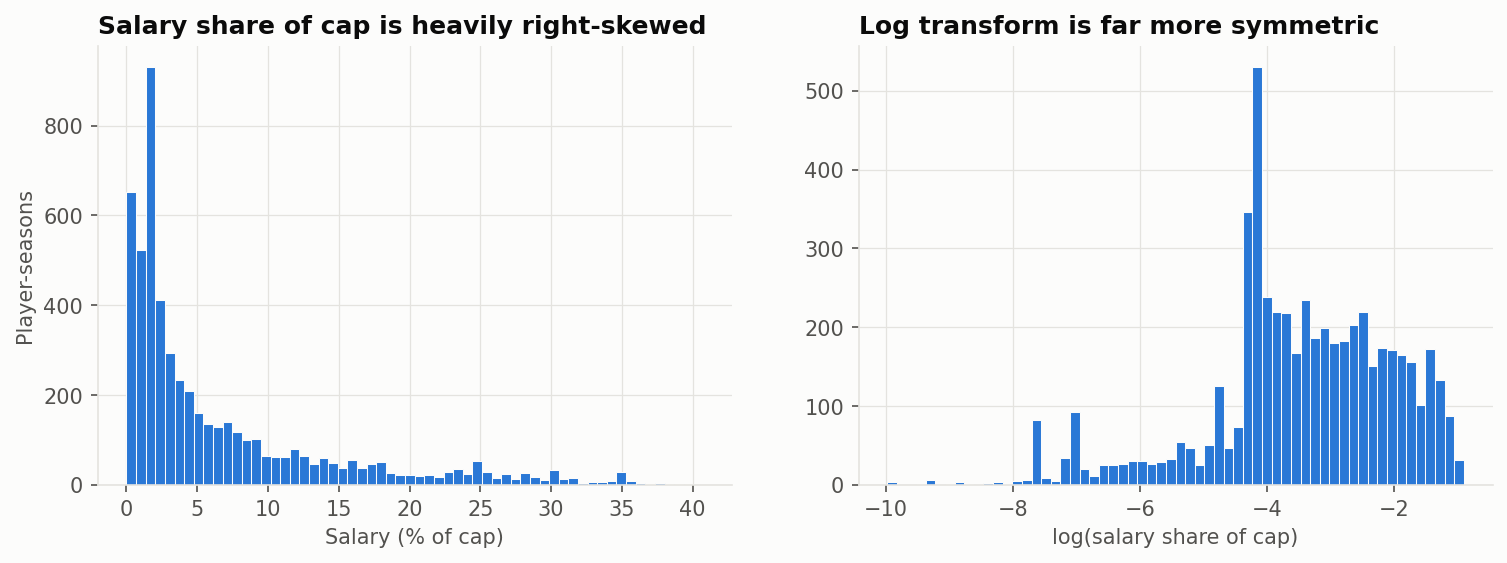 Salary share of cap is heavily right-skewed
Player-seasons
800
600
400
200
0
0 5 10 15 20 25 30 35 40
Salary (% of cap)
Log transform is far more symmetric
500
400
300
200
100
0
−10 −8 −6 −4 −2
log(salary share of cap)